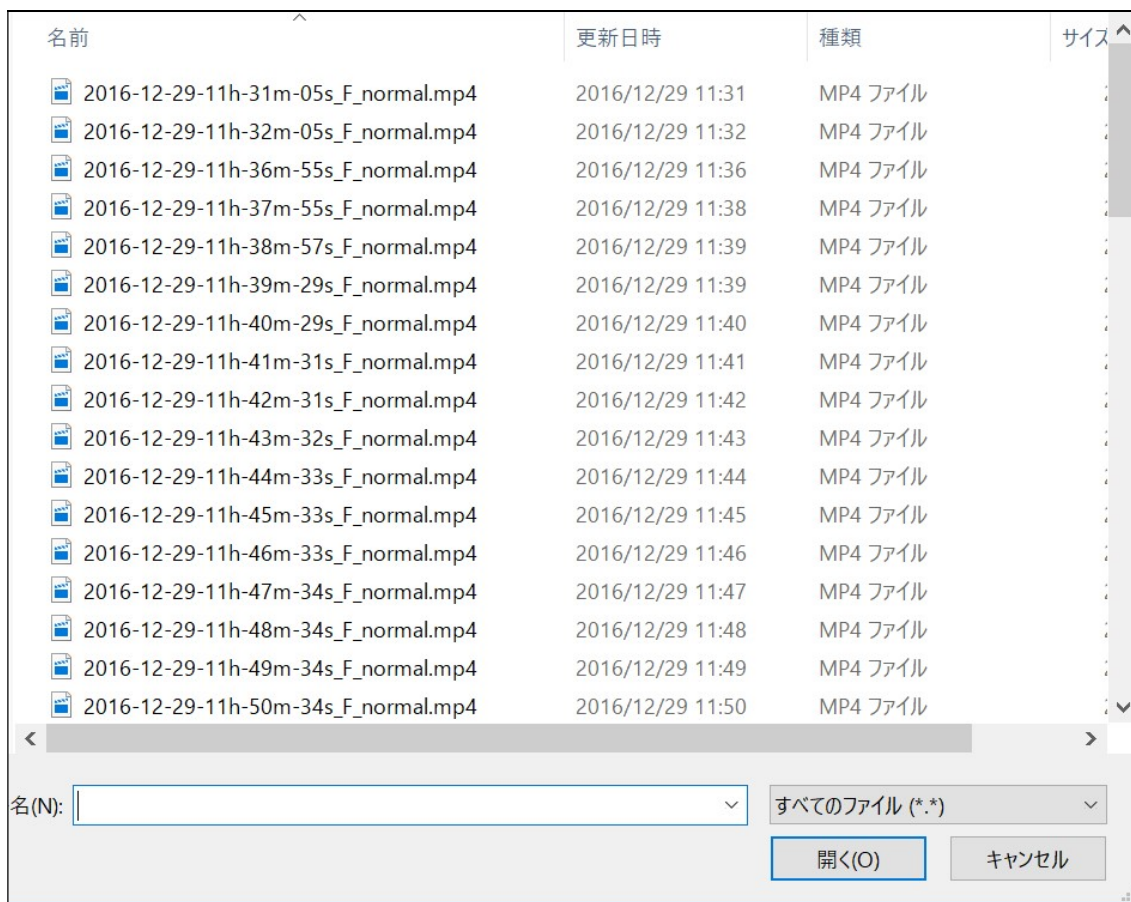 名前 更新日時 種類 サイズ
2016-12-29-11h-31m-05s_F_normal.mp4 2016/12/29 11:31 MP4 ファイル
2016-12-29-11h-32m-05s_F_normal.mp4 2016/12/29 11:32 MP4 ファイル
2016-12-29-11h-36m-55s_F_normal.mp4 2016/12/29 11:36 MP4 ファイル
2016-12-29-11h-37m-55s_F_normal.mp4 2016/12/29 11:38 MP4 ファイル
2016-12-29-11h-38m-57s_F_normal.mp4 2016/12/29 11:39 MP4 ファイル
2016-12-29-11h-39m-29s_F_normal.mp4 2016/12/29 11:39 MP4 ファイル
2016-12-29-11h-40m-29s_F_normal.mp4 2016/12/29 11:40 MP4 ファイル
2016-12-29-11h-41m-31s_F_normal.mp4 2016/12/29 11:41 MP4 ファイル
2016-12-29-11h-42m-31s_F_normal.mp4 2016/12/29 11:42 MP4 ファイル
2016-12-29-11h-43m-32s_F_normal.mp4 2016/12/29 11:43 MP4 ファイル
2016-12-29-11h-44m-33s_F_normal.mp4 2016/12/29 11:44 MP4 ファイル
2016-12-29-11h-45m-33s_F_normal.mp4 2016/12/29 11:45 MP4 ファイル
2016-12-29-11h-46m-33s_F_normal.mp4 2016/12/29 11:46 MP4 ファイル
2016-12-29-11h-47m-34s_F_normal.mp4 2016/12/29 11:47 MP4 ファイル
2016-12-29-11h-48m-34s_F_normal.mp4 2016/12/29 11:48 MP4 ファイル
2016-12-29-11h-49m-34s_F_normal.mp4 2016/12/29 11:49 MP4 ファイル
2016-12-29-11h-50m-34s_F_normal.mp4 2016/12/29 11:50 MP4 ファイル
名(N): すべてのファイル (*.*)
開く(O) キャンセル